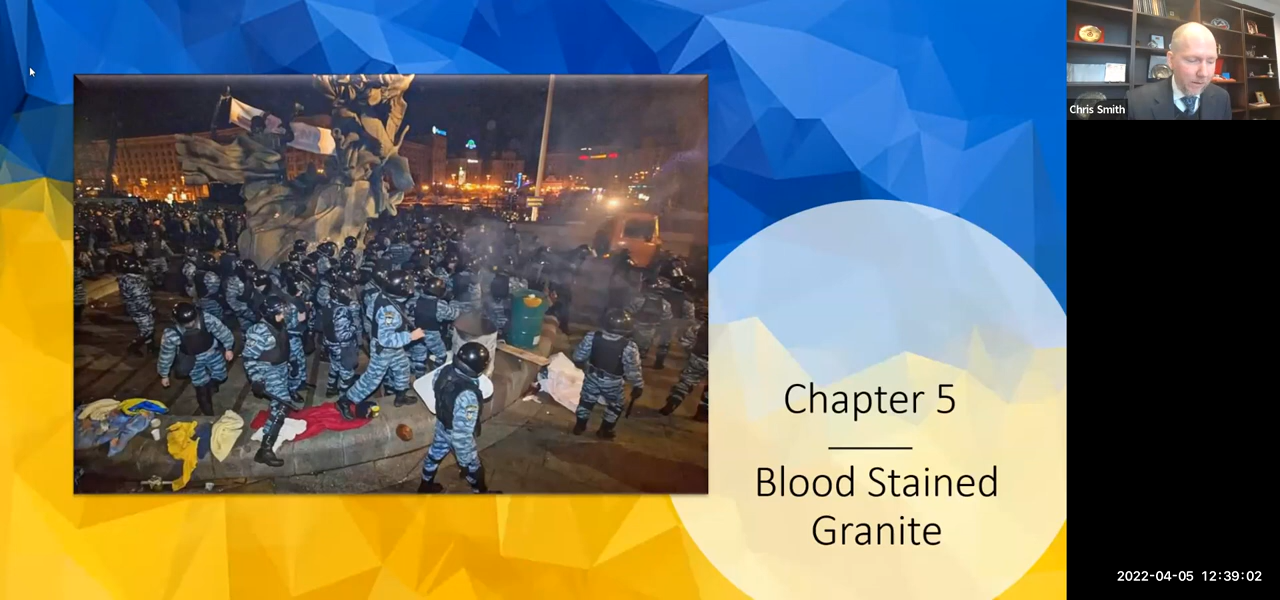 Chris Smith
Chapter 5
Blood Stained
Granite
2022-04-05 12:39:02